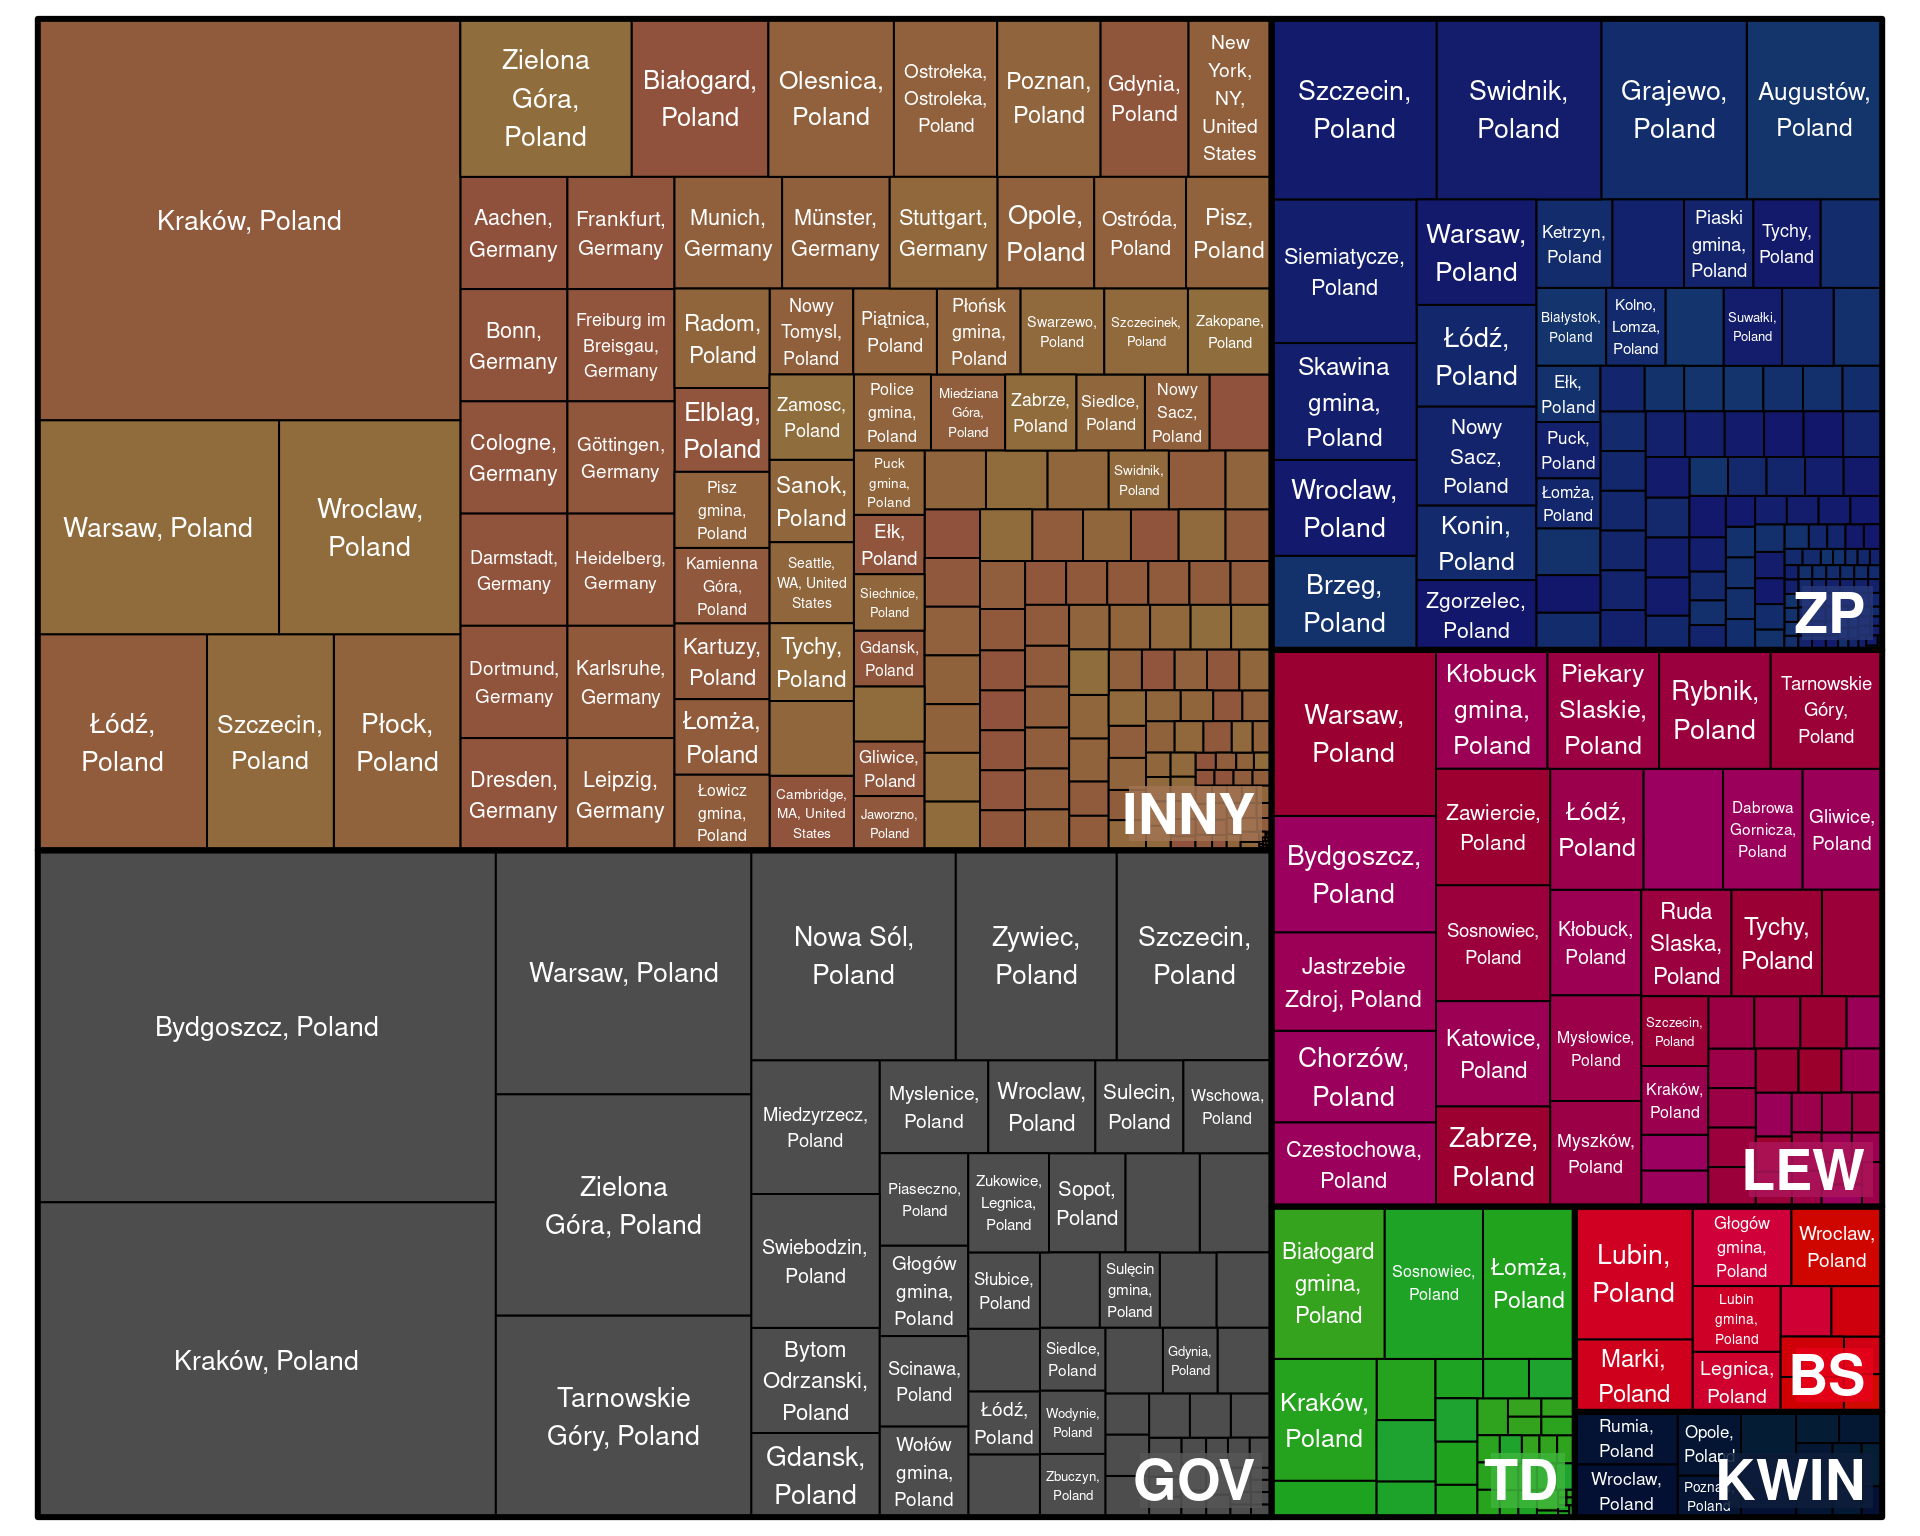 Kraków, Poland
Zielona
Góra,
Poland
Białogard,
Poland
Olesnica,
Poland
Ostrołeka,
Ostroleka,
Poland
Poznan,
Poland
Gdynia,
Poland
New
York,
NY,
United
States
Aachen,
Germany
Frankfurt,
Germany
Munich,
Germany
Münster,
Germany
Stuttgart,
Germany
Opole,
Poland
Ostróda,
Poland
Pisz,
Poland
Bonn,
Germany
Freiburg im
Breisgau,
Germany
Radom,
Poland
Nowy
Tomysl,
Poland
Piątnica,
Poland
Płońsk
gmina,
Poland
Swarzewo,
Poland
Szczecinek,
Poland
Zakopane,
Poland
Elblag,
Poland
Zamosc,
Poland
Police
gmina,
Poland
Miedziana
Góra,
Poland
Zabrze,
Poland
Siedlce,
Poland
Nowy
Sacz,
Poland
Warsaw, Poland
Wroclaw,
Poland
Cologne,
Germany
Göttingen,
Germany
Pisz
gmina,
Poland
Sanok,
Poland
Puck
gmina,
Poland
Swidnik,
Poland
Ełk,
Poland
Darmstadt,
Germany
Heidelberg,
Germany
Kamienna
Góra,
Poland
Seattle,
WA, United
States
Siechnice,
Poland
Łódź,
Poland
Szczecin,
Poland
Płock,
Poland
Dortmund,
Germany
Karlsruhe,
Germany
Kartuzy,
Poland
Tychy,
Poland
Gdansk,
Poland
Łomża,
Poland
Gliwice,
Poland
Dresden,
Germany
Leipzig,
Germany
Łowicz
gmina,
Poland
Cambridge,
MA, United
States
Jaworzno,
Poland
INNY
Szczecin,
Poland
Swidnik,
Poland
Grajewo,
Poland
Augustów,
Poland
Siemiatycze,
Poland
Warsaw,
Poland
Ketrzyn,
Poland
Piaski
gmina,
Poland
Tychy,
Poland
Łódź,
Poland
Białystok,
Poland
Kolno,
Lomza,
Poland
Suwałki,
Poland
Skawina
gmina,
Poland
Ełk,
Poland
Nowy
Sacz,
Poland
Puck,
Poland
Wroclaw,
Poland
Łomża,
Poland
Konin,
Poland
Brzeg,
Poland
Zgorzelec,
Poland
ZP
Warsaw,
Poland
Kłobuck
gmina,
Poland
Piekary
Slaskie,
Poland
Rybnik,
Poland
Tarnowskie
Góry,
Poland
Zawiercie,
Poland
Łódź,
Poland
Dabrowa
Gornicza,
Poland
Gliwice,
Poland
Bydgoszcz,
Poland
Sosnowiec,
Poland
Kłobuck,
Poland
Ruda
Slaska,
Poland
Tychy,
Poland
Jastrzebie
Zdroj, Poland
Katowice,
Poland
Mysłowice,
Poland
Szczecin,
Poland
Chorzów,
Poland
Kraków,
Poland
Zabrze,
Poland
Myszków,
Poland
Czestochowa,
Poland
LEW
Bydgoszcz, Poland
Warsaw, Poland
Nowa Sól,
Poland
Zywiec,
Poland
Szczecin,
Poland
Miedzyrzecz,
Poland
Myslenice,
Poland
Wroclaw,
Poland
Sulecin,
Poland
Wschowa,
Poland
Zielona
Góra, Poland
Piaseczno,
Poland
Zukowice,
Legnica,
Poland
Sopot,
Poland
Swiebodzin,
Poland
Głogów
gmina,
Poland
Słubice,
Poland
Sulęcin
gmina,
Poland
Kraków, Poland
Tarnowskie
Góry, Poland
Bytom
Odrzanski,
Poland
Scinawa,
Poland
Siedlce,
Poland
Gdynia,
Poland
Łódź,
Poland
Wodynie,
Poland
Gdansk,
Poland
Wołów
gmina,
Poland
Zbuczyn,
Poland
GOV
Białogard
gmina,
Poland
Sosnowiec,
Poland
Łomża,
Poland
Kraków,
Poland
TD
Lubin,
Poland
Głogów
gmina,
Poland
Wroclaw,
Poland
Lubin
gmina,
Poland
Marki,
Poland
Legnica,
Poland
BS
Rumia,
Poland
Opole,
Poland
Wroclaw,
Poland
Poland
KWIN